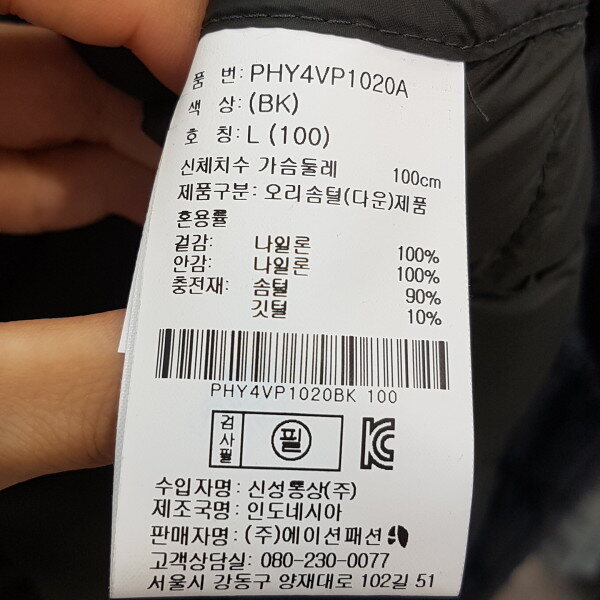 품 번: PHY4VP1020A
색 상: (BK)
호 칭: L (100)
신체치수 가슴둘레 100cm
제품구분: 오리솜털(다운)제품
혼용률
겉감: 나일론 100%
안감: 나일론 100%
충전재: 솜털 90%
깃털 10%
PHY4VP1020BK 100
검사필 필 KC
수입자명: 신성통상(주)
제조국명: 인도네시아
판매자명: (주)에이션패션
고객상담실: 080-230-0077
서울시 강동구 양재대로 102길 51